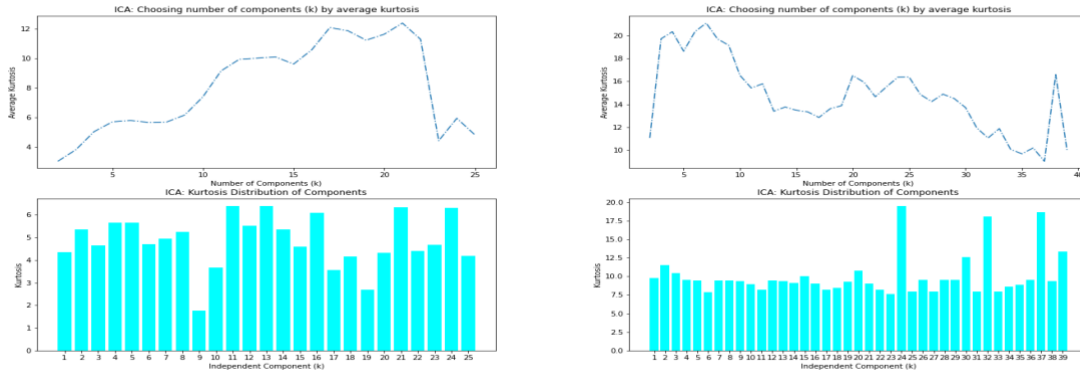 ICA: Choosing number of components (k) by average kurtosis
12
10
8
6
4
Average Kurtosis
5 10 15 20 25
Number of Components (k)
ICA: Kurtosis Distribution of Components
6
5
4
3
2
1
0
Kurtosis
1 2 3 4 5 6 7 8 9 10 11 12 13 14 15 16 17 18 19 20 21 22 23 24 25
Independent Component (k)
ICA: Choosing number of components (k) by average kurtosis
20
18
16
14
12
10
Average Kurtosis
5 10 15 20 25 30 35 40
Number of Components (k)
ICA: Kurtosis Distribution of Components
20.0
17.5
15.0
12.5
10.0
7.5
5.0
2.5
0.0
Kurtosis
1 2 3 4 5 6 7 8 9 10 11 12 13 14 15 16 17 18 19 20 21 22 23 24 25 26 27 28 29 30 31 32 33 34 35 36 37 38 39
Independent Component (k)